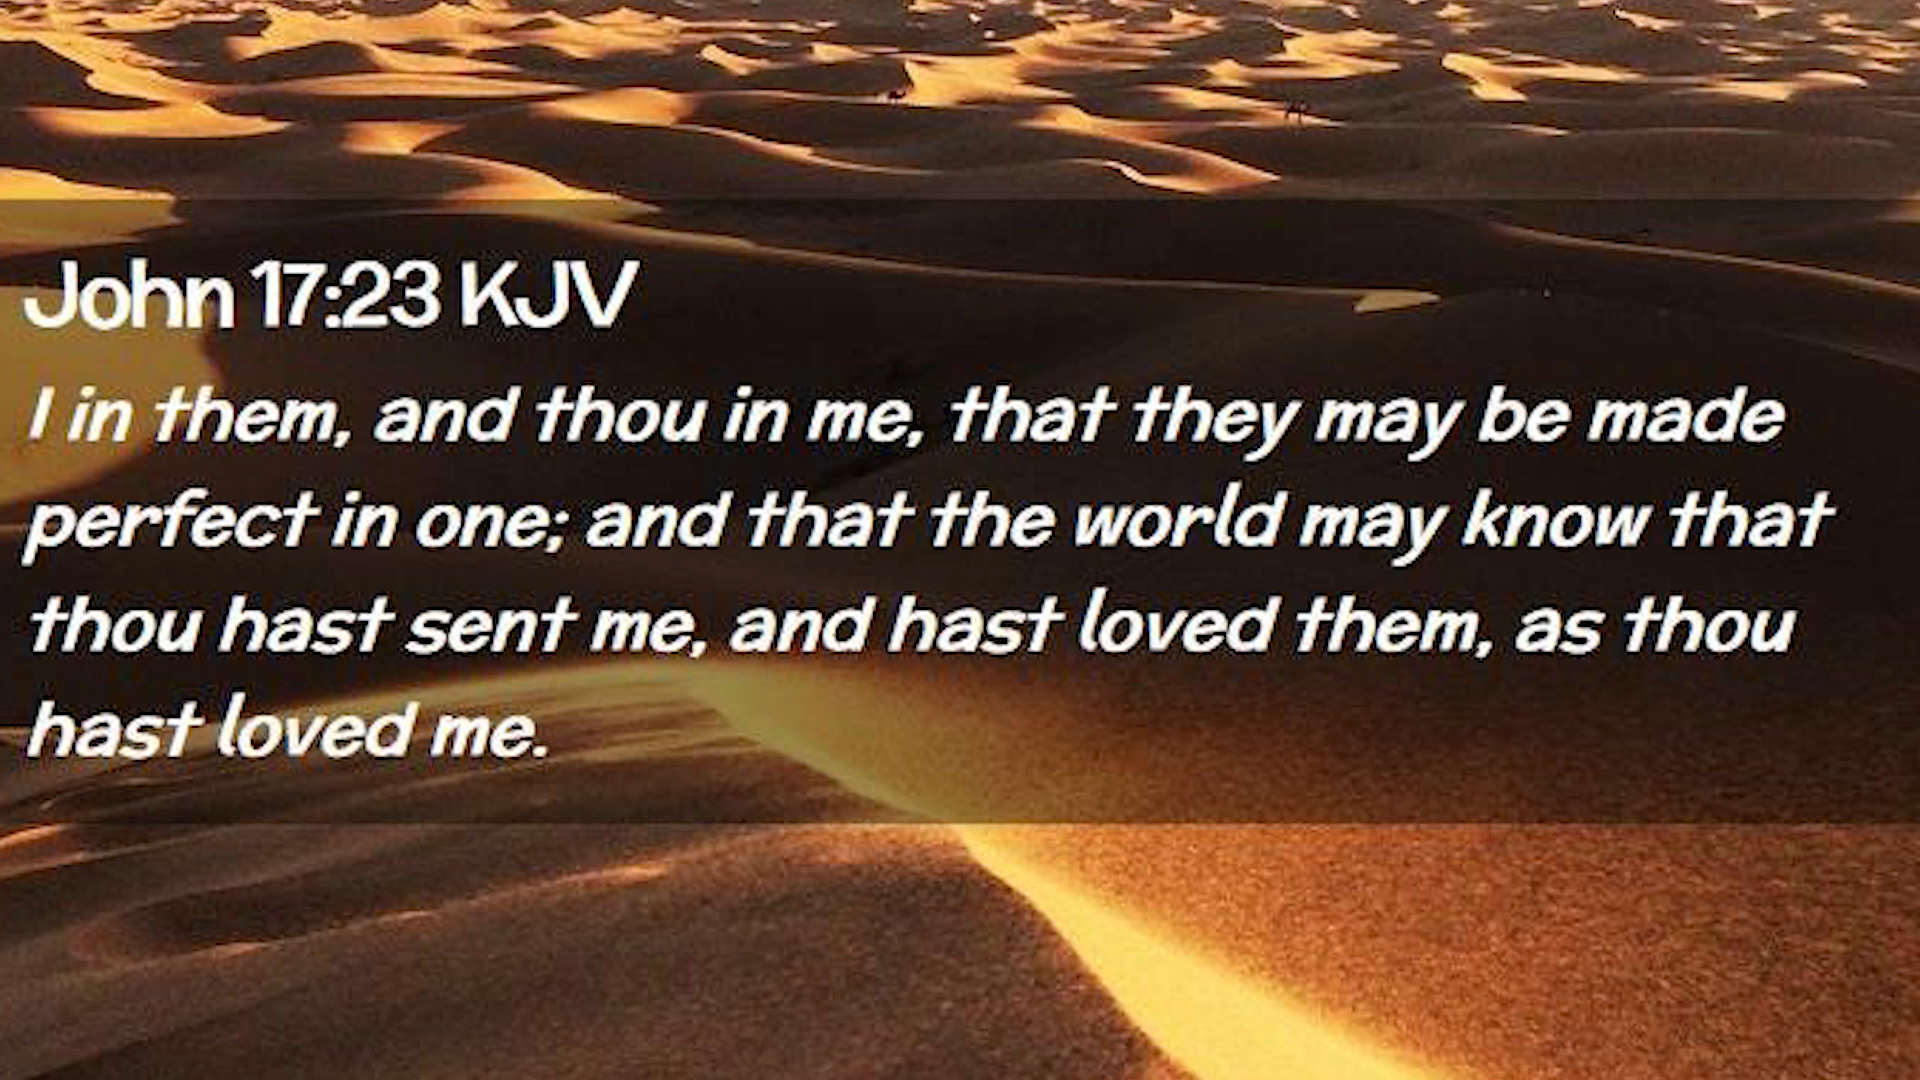 John 17:23 KJV
I in them, and thou in me, that they may be made
perfect in one; and that the world may know that
thou hast sent me, and hast loved them, as thou
hast loved me.